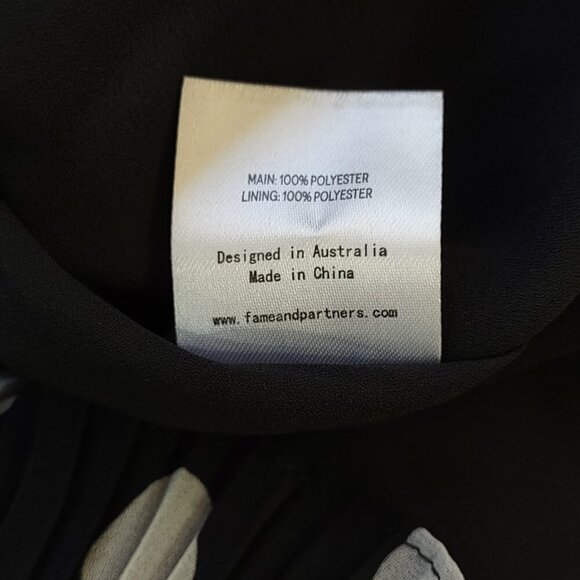 MAIN: 100% POLYESTER
LINING: 100% POLYESTER
Designed in Australia
Made in China
www.fameandpartners.com